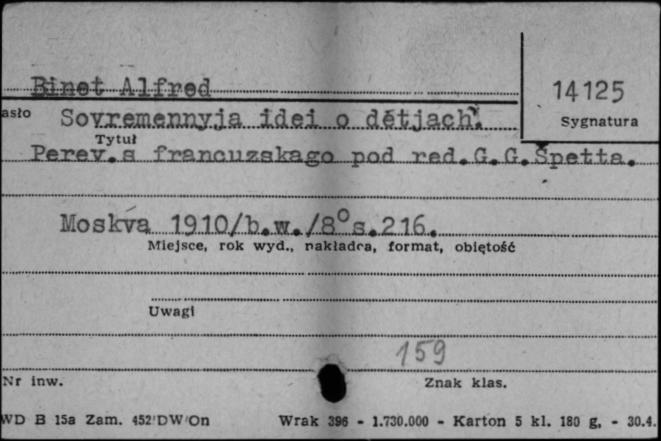 Binet Alfred
14125
asło
Sovremennyja idei o dětjach.
Sygnatura
Tytuł
Perev.s francuzskago pod red.G.G.Špetta.
Moskva 1910/b.w./8°s.216.
Miejsce, rok wyd., nakładca, format, objętość
Uwagi
159
Nr inw.
Znak klas.
WD B 15a Zam. 452/DW/On Wrak 396 - 1.730.000 - Karton 5 kl. 180 g, - 30.4.